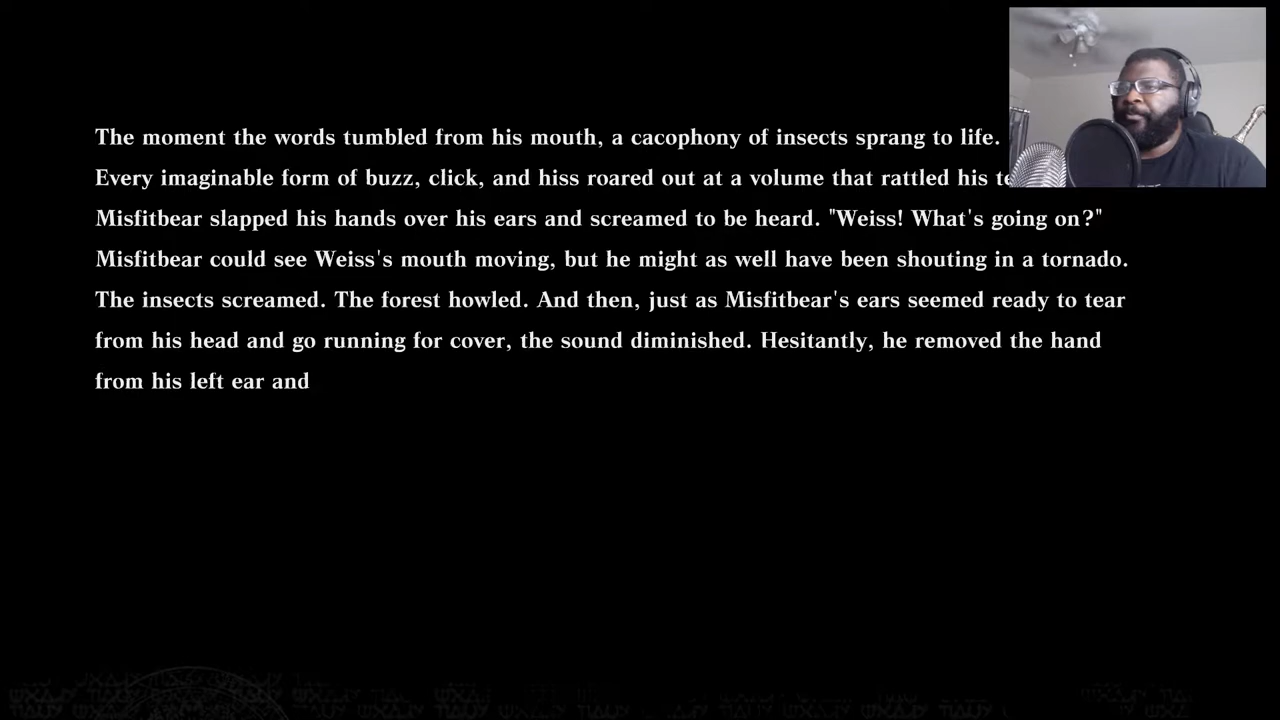 The moment the words tumbled from his mouth, a cacophony of insects sprang to life.
Every imaginable form of buzz, click, and hiss roared out at a volume that rattled his
Misfitbear slapped his hands over his ears and screamed to be heard. "Weiss! What's going on?"
Misfitbear could see Weiss's mouth moving, but he might as well have been shouting in a tornado.
The insects screamed. The forest howled. And then, just as Misfitbear's ears seemed ready to tear
from his head and go running for cover, the sound diminished. Hesitantly, he removed the hand
from his left ear and